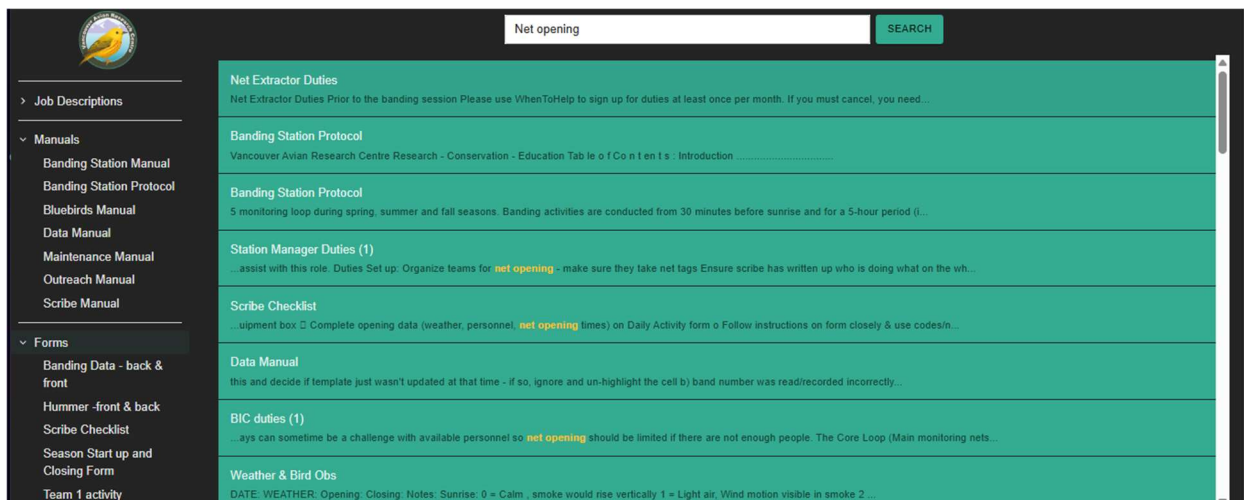 Net opening
SEARCH
Job Descriptions
Manuals
Banding Station Manual
Banding Station Protocol
Bluebirds Manual
Data Manual
Maintenance Manual
Outreach Manual
Scribe Manual
Forms
Banding Data - back &
front
Hummer -front & back
Scribe Checklist
Season Start up and
Closing Form
Team 1 activity
Net Extractor Duties
Net Extractor Duties Prior to the banding session Please use WhenToHelp to sign up for duties at least once per month. If you must cancel, you need...
Banding Station Protocol
Vancouver Avian Research Centre Research - Conservation - Education Tab le o f Co n t en t s : Introduction ..................................
Banding Station Protocol
5 monitoring loop during spring, summer and fall seasons. Banding activities are conducted from 30 minutes before sunrise and for a 5-hour period (i...
Station Manager Duties (1)
...assist with this role. Duties Set up: Organize teams for net opening - make sure they take net tags Ensure scribe has written up who is doing what on the wh...
Scribe Checklist
...uipment box ▯ Complete opening data (weather, personnel, net opening times) on Daily Activity form o Follow instructions on form closely & use codes/n...
Data Manual
this and decide if template just wasn't updated at that time - if so, ignore and un-highlight the cell b) band number was read/recorded incorrectly...
BIC duties (1)
...ays can sometime be a challenge with available personnel so net opening should be limited if there are not enough people. The Core Loop (Main monitoring nets...
Weather & Bird Obs
DATE: WEATHER: Opening: Closing: Notes: Sunrise: 0 = Calm , smoke would rise vertically 1 = Light air, Wind motion visible in smoke 2 ...